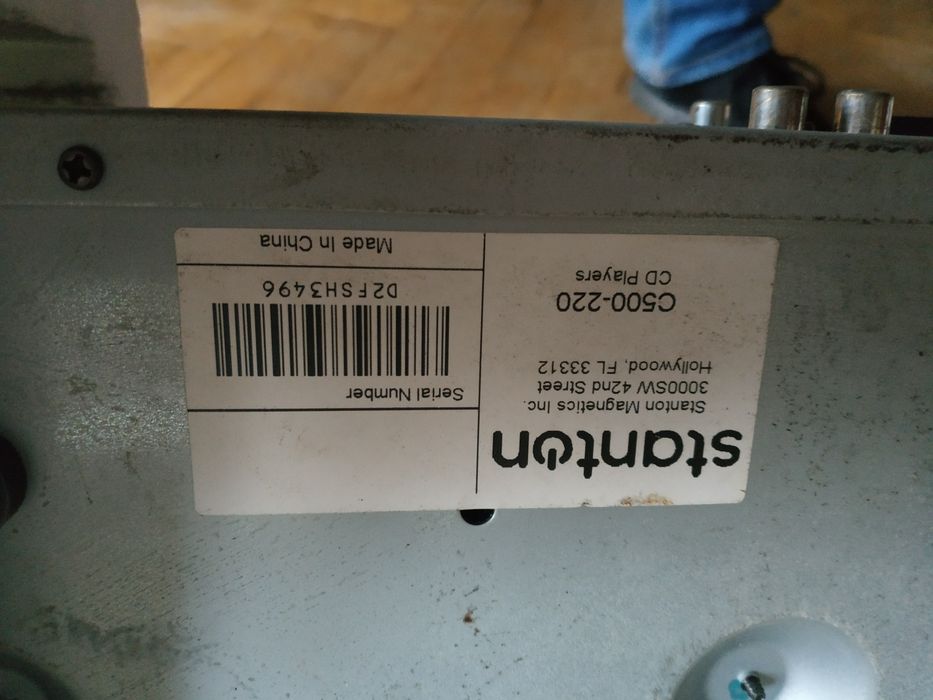 stanton
Stanton Magnetics Inc.
3000SW 42nd Street
Hollywood, FL 33312
C500-220
CD Players
Serial Number
D2FSH3496
Made In China